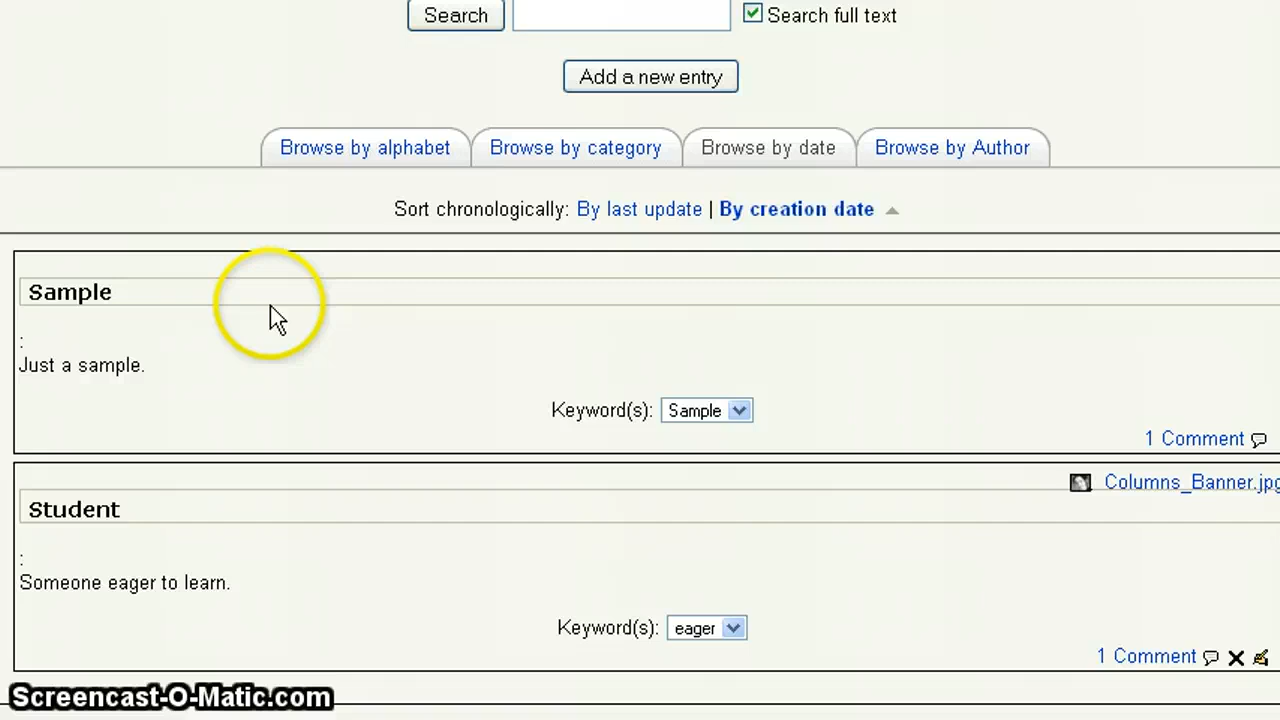 Search Search full text
Add a new entry
Browse by alphabet Browse by category Browse by date Browse by Author
Sort chronologically: By last update | By creation date
Sample
:
Just a sample.
Keyword(s): Sample
1 Comment
Columns_Banner.jpg
Student
:
Someone eager to learn.
Keyword(s): eager
1 Comment
Screencast-O-Matic.com